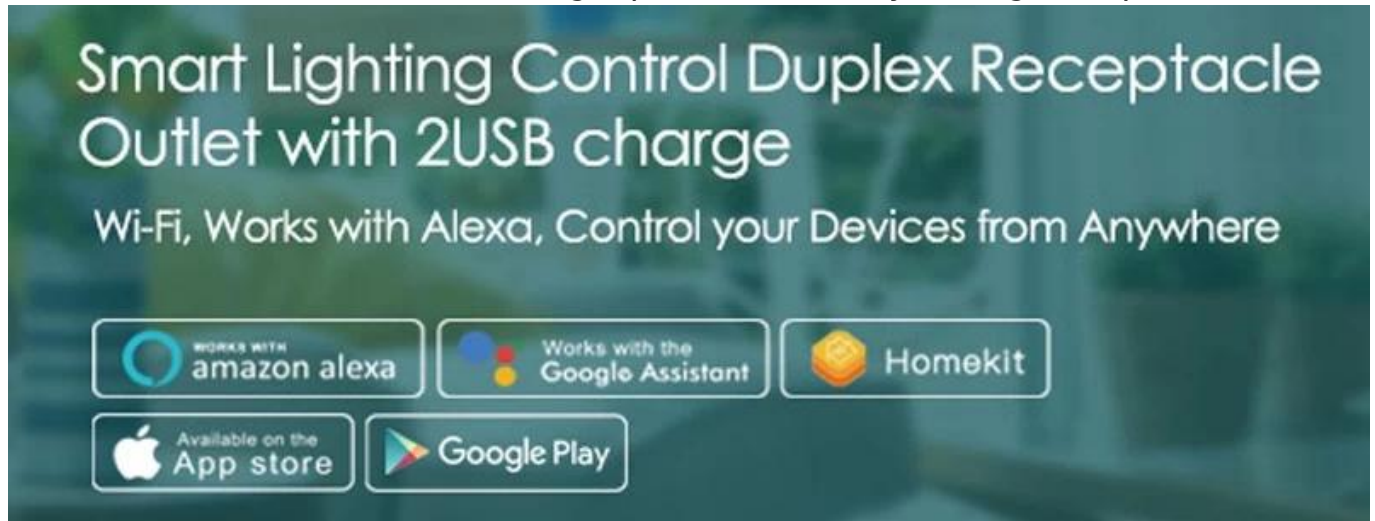 Smart Lighting Control Duplex Receptacle
Outlet with 2USB charge
Wi-Fi, Works with Alexa, Control your Devices from Anywhere
WORKS WITH
amazon alexa
Works with the
Google Assistant
Homekit
Available on the
App store
Google Play